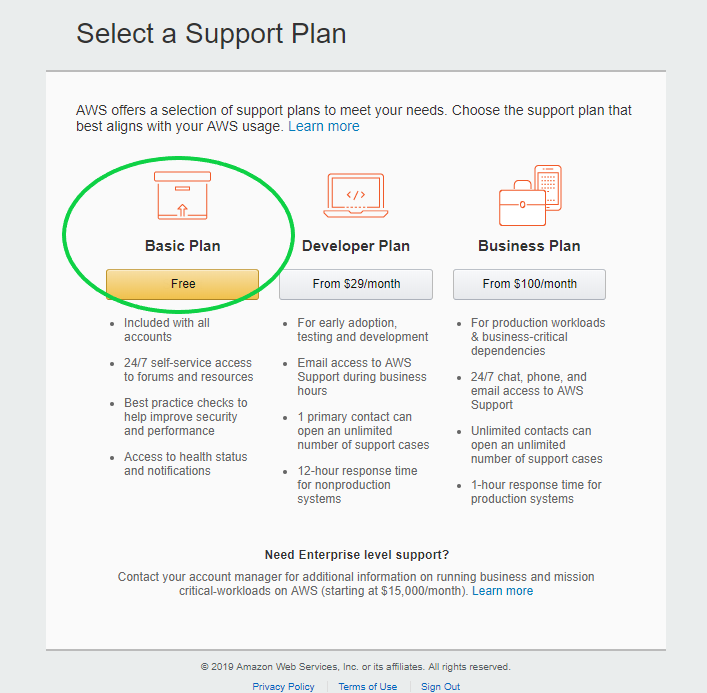 Select a Support Plan
AWS offers a selection of support plans to meet your needs. Choose the support plan that
best aligns with your AWS usage. Learn more
Basic Plan
Free
Included with all
accounts
24/7 self-service access
to forums and resources
Best practice checks to
help improve security
and performance
Access to health status
and notifications
</>
Developer Plan
From $29/month
For early adoption,
testing and development
Email access to AWS
Support during business
hours
1 primary contact can
open an unlimited
number of support cases
12-hour response time
for nonproduction
systems
Business Plan
From $100/month
For production workloads
& business-critical
dependencies
24/7 chat, phone, and
email access to AWS
Support
Unlimited contacts can
open an unlimited
number of support cases
1-hour response time for
production systems
Need Enterprise level support?
Contact your account manager for additional information on running business and mission
critical-workloads on AWS (starting at $15,000/month). Learn more
© 2019 Amazon Web Services, Inc. or its affiliates. All rights reserved.
Privacy Policy | Terms of Use | Sign Out